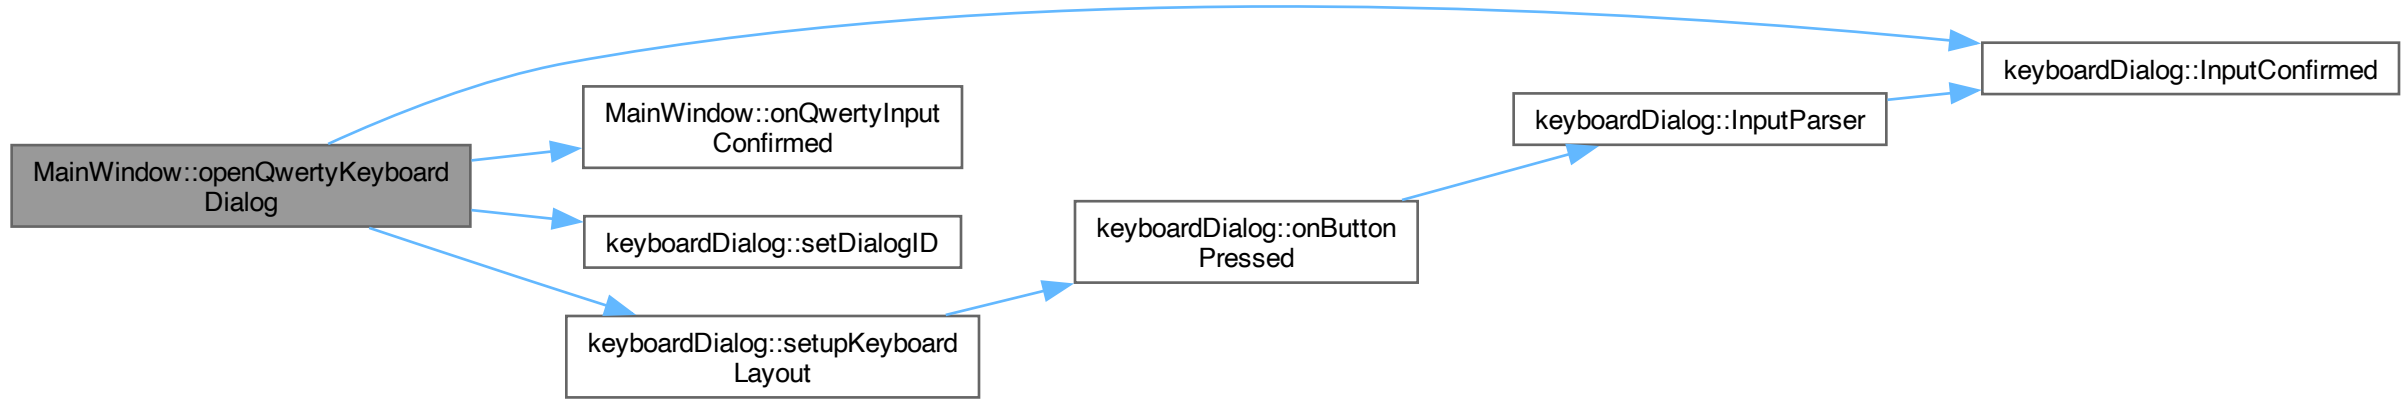 MainWindow::openQwertyKeyboard
Dialog
MainWindow::onQwertyInput
Confirmed
keyboardDialog::setDialogID
keyboardDialog::setupKeyboard
Layout
keyboardDialog::onButton
Pressed
keyboardDialog::InputParser
keyboardDialog::InputConfirmed